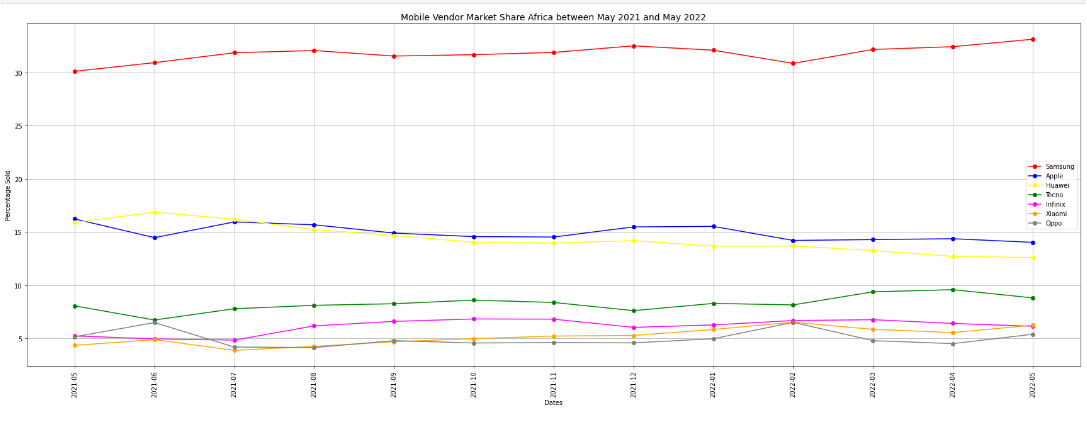 Mobile Vendor Market Share Africa between May 2021 and May 2022
Percentage Sold
30
25
20
15
10
5
Samsung
Apple
Huawei
Tecno
Infinix
Xiaomi
Oppo
2021-05
2021-06
2021-07
2021-08
2021-09
2021-10
2021-11
2021-12
2022-01
2022-02
2022-03
2022-04
2022-05
Dates